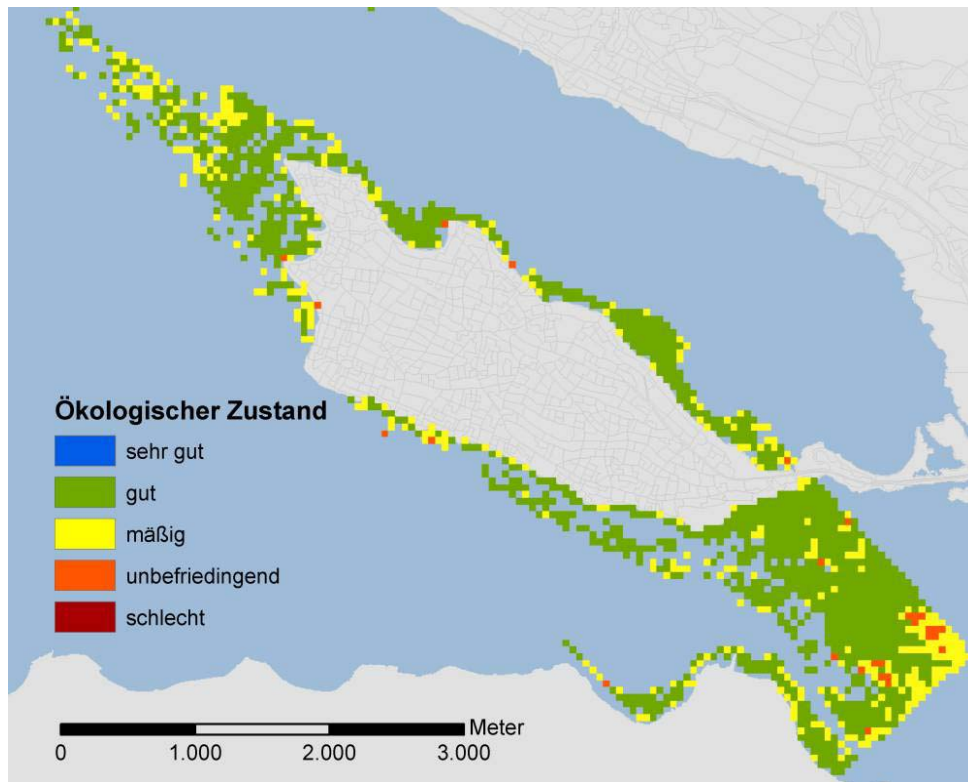 Ökologischer Zustand
sehr gut
gut
mäßig
unbefriedingend
schlecht
Meter
0 1.000 2.000 3.000